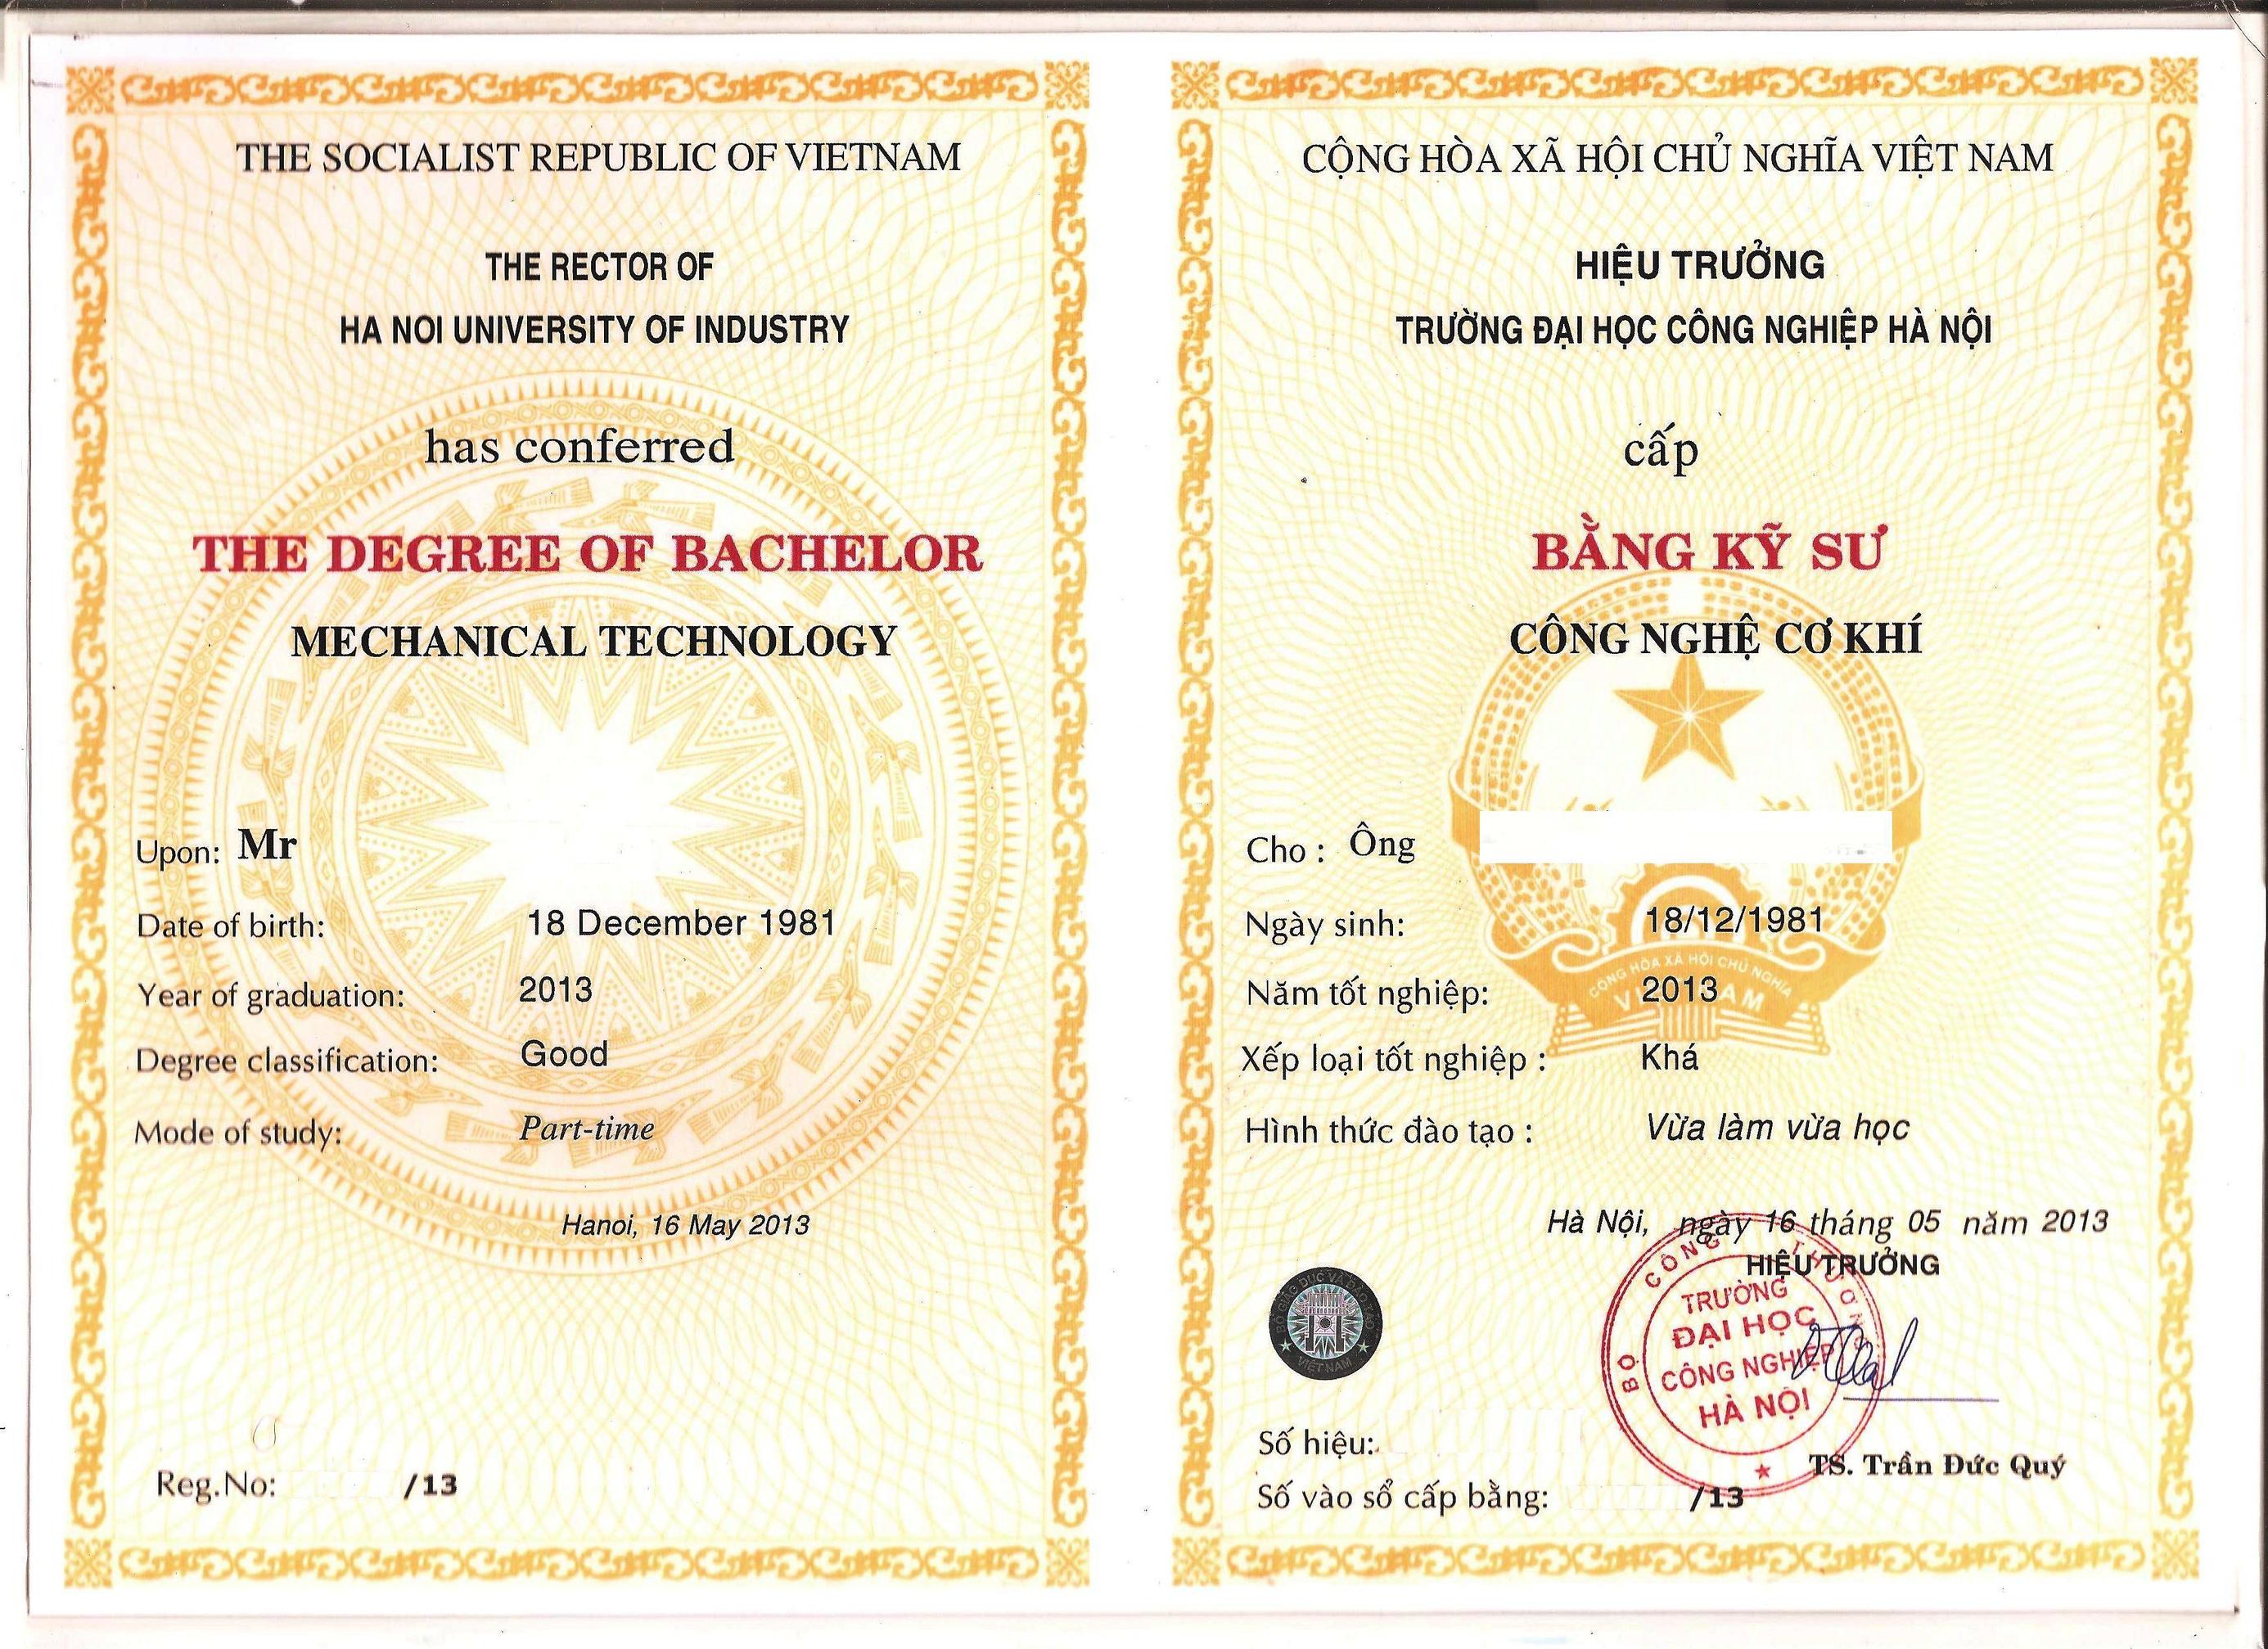 THE SOCIALIST REPUBLIC OF VIETNAM
THE RECTOR OF
HA NOI UNIVERSITY OF INDUSTRY
has conferred
THE DEGREE OF BACHELOR
MECHANICAL TECHNOLOGY
Upon: Mr
Date of birth: 18 December 1981
Year of graduation: 2013
Degree classification: Good
Mode of study: Part-time
Hanoi, 16 May 2013
Reg.No: /13
CỘNG HÒA XÃ HỘI CHỦ NGHĨA VIỆT NAM
HIỆU TRƯỞNG
TRƯỜNG ĐẠI HỌC CÔNG NGHIỆP HÀ NỘI
cấp
BẰNG KỸ SƯ
CÔNG NGHỆ CƠ KHÍ
Cho : Ông
Ngày sinh: 18/12/1981
CỘNG HÒA XÃ HỘI CHỦ NGHĨA
VIỆT NAM
Năm tốt nghiệp: 2013
Xếp loại tốt nghiệp : Khá
Hình thức đào tạo : Vừa làm vừa học
Hà Nội, ngày 16 tháng 05 năm 2013
HIỆU TRƯỞNG
BỘ CÔNG THƯƠNG
TRƯỜNG
ĐẠI HỌC
CÔNG NGHIỆP
HÀ NỘI
BỘ GIÁO DỤC VÀ ĐÀO TẠO
VIỆT NAM
Số hiệu:
TS. Trần Đức Quý
Số vào sổ cấp bằng: /13